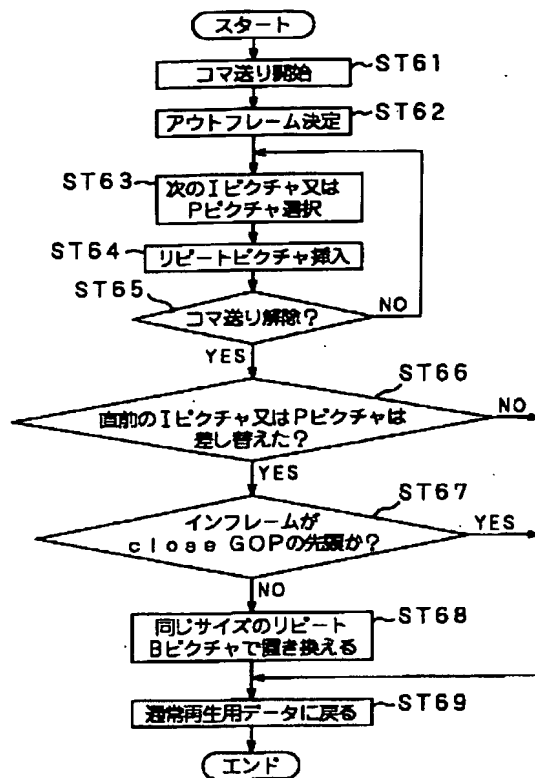 スタート
コマ送り開始
ST61
アウトフレーム決定
ST62
ST63
次のIピクチャ又は
Pピクチャ選択
ST64
リピートピクチャ挿入
ST65
コマ送り解除?
NO
YES
ST66
直前のIピクチャ又はPピクチャは
差し替えた?
NO
YES
ST67
インフレームが
close GOPの先頭か?
YES
NO
同じサイズのリピート
Bピクチャで置き換える
ST68
通常再生用データに戻る
ST69
エンド